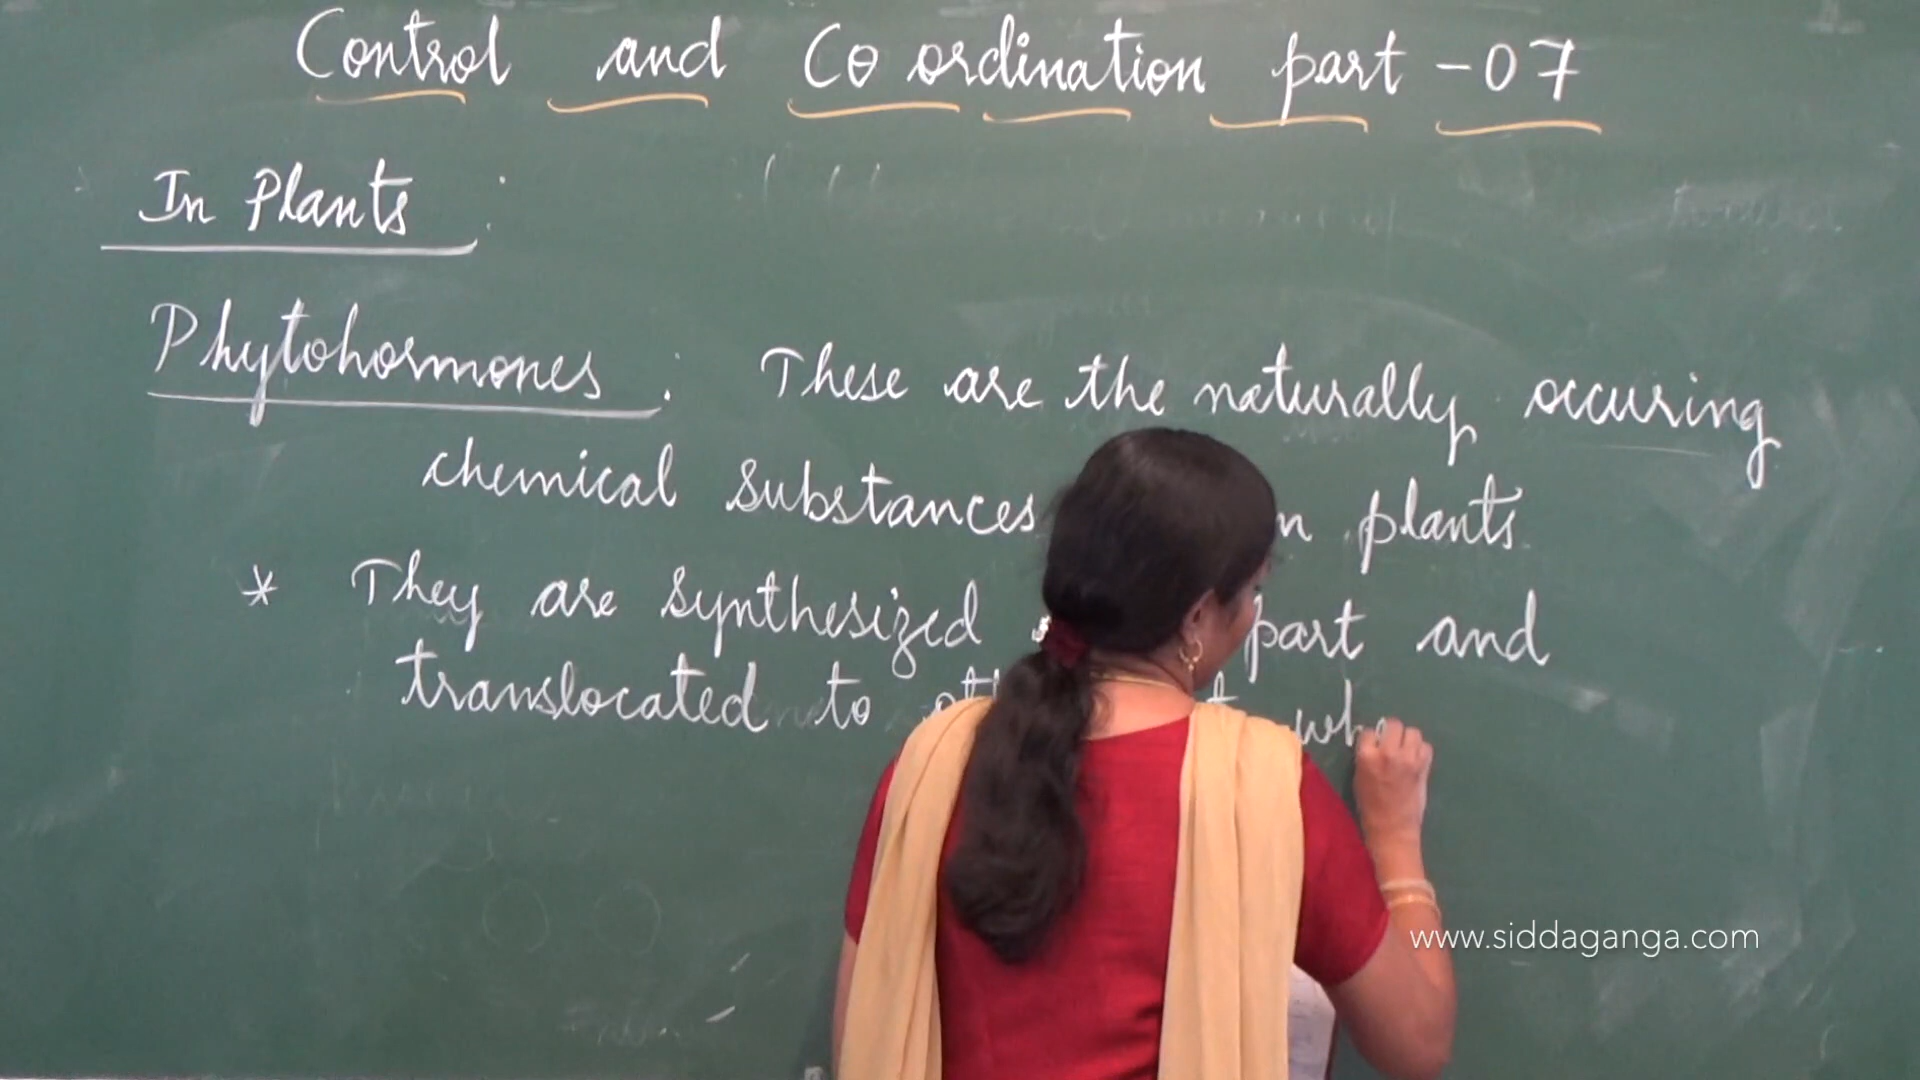 Control and Co ordination part - 07
In Plants :
Phytohormones : These are the naturally occuring
chemical substances plants
* They are synthesized part and
translocated to
www.siddaganga.com